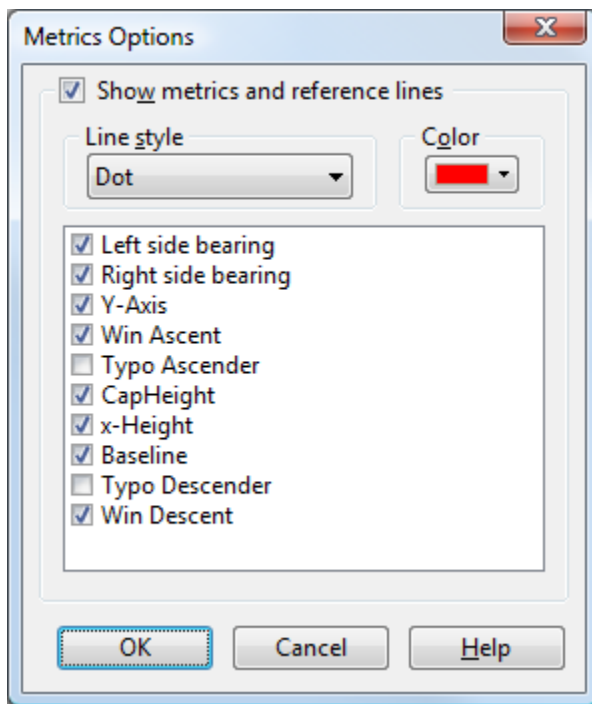 Metrics Options
Show metrics and reference lines
Line style
Color
Dot
Left side bearing
Right side bearing
Y-Axis
Win Ascent
Typo Ascender
CapHeight
x-Height
Baseline
Typo Descender
Win Descent
OK
Cancel
Help